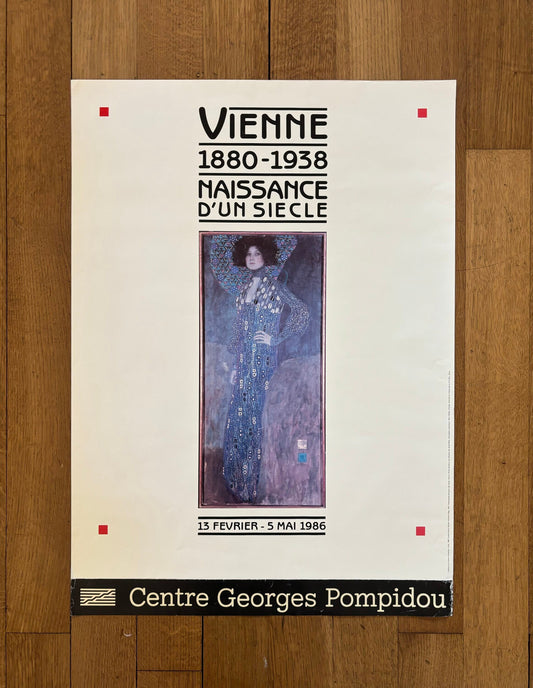 VIENNE
1880-1938
NAISSANCE
D'UN SIECLE
13 FEVRIER - 5 MAI 1986
Centre Georges Pompidou